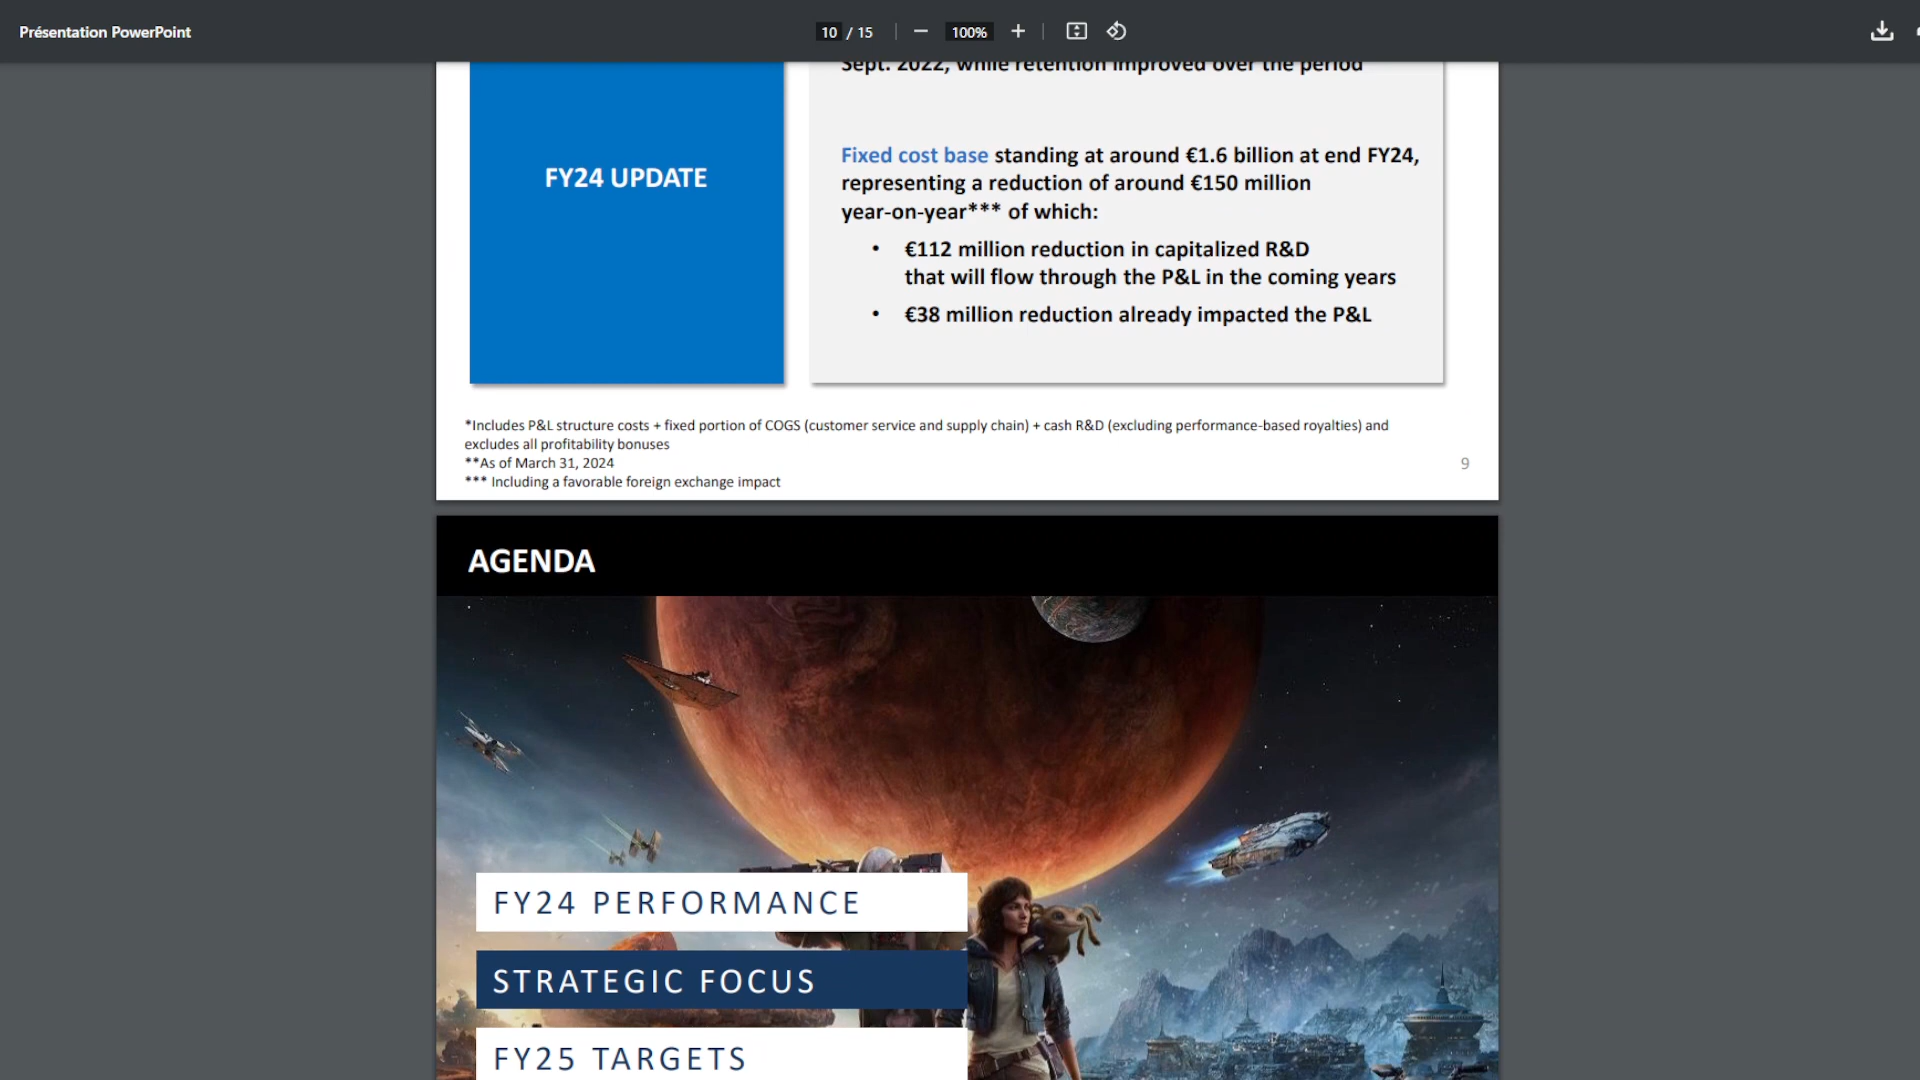 Présentation PowerPoint
10 / 15
100%
Sept. 2022, while retention improved over the period
FY24 UPDATE
Fixed cost base standing at around €1.6 billion at end FY24,
representing a reduction of around €150 million
year-on-year*** of which:
• €112 million reduction in capitalized R&D
that will flow through the P&L in the coming years
• €38 million reduction already impacted the P&L
*Includes P&L structure costs + fixed portion of COGS (customer service and supply chain) + cash R&D (excluding performance-based royalties) and
excludes all profitability bonuses
**As of March 31, 2024
*** Including a favorable foreign exchange impact
9
AGENDA
FY24 PERFORMANCE
STRATEGIC FOCUS
FY25 TARGETS